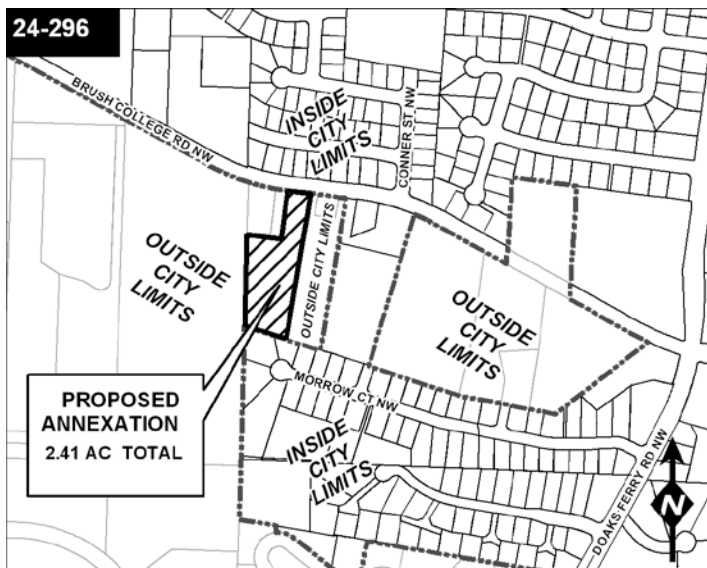 24-296
BRUSH COLLEGE RD NW
INSIDE
CITY
LIMITS
CONNER ST NW
OUTSIDE
CITY
LIMITS
OUTSIDE CITY LIMITS
OUTSIDE
CITY
LIMITS
PROPOSED
ANNEXATION
2.41 AC TOTAL
MORROW CT NW
INSIDE
CITY
LIMITS
DOAKS FERRY RD NW
N